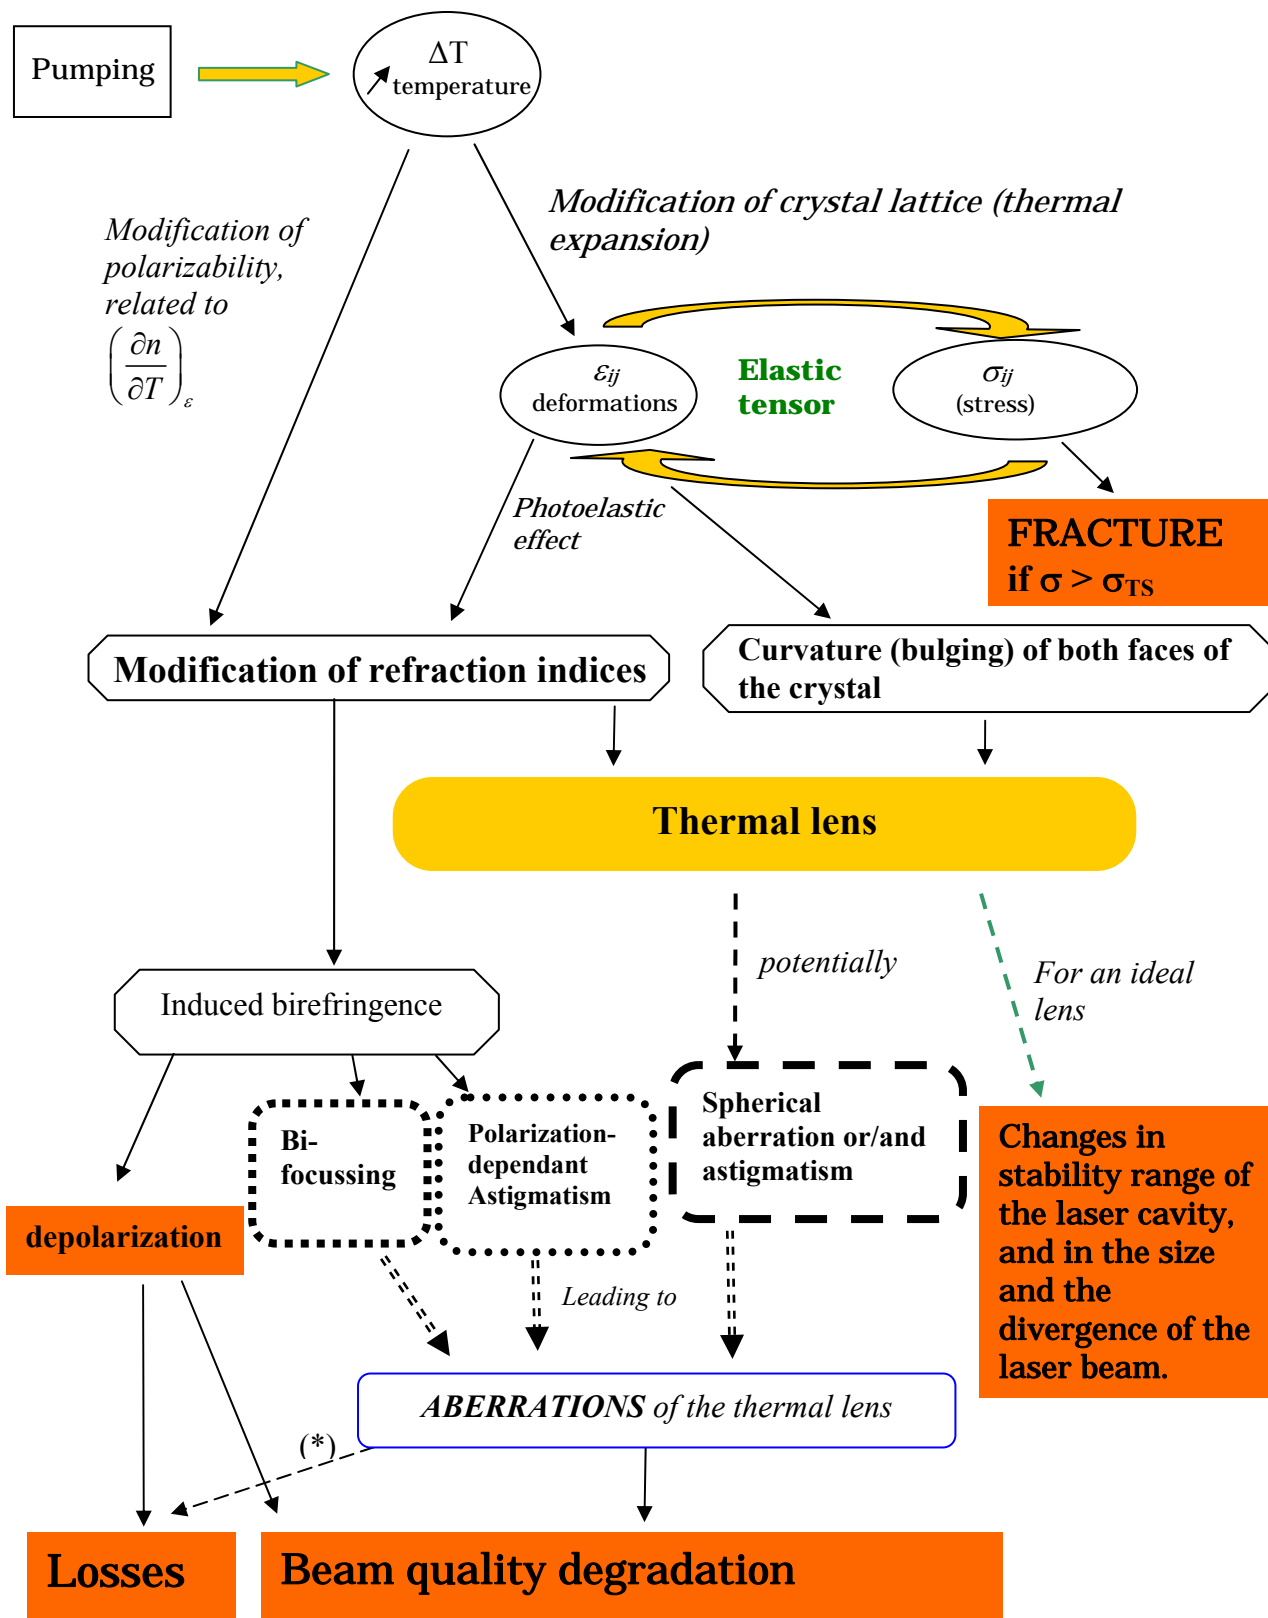 Pumping
ΔT
temperature
Modification of crystal lattice (thermal
expansion)
Modification of
polarizability,
related to
(∂n/∂T)ε
εij
deformations
Elastic
tensor
σij
(stress)
Photoelastic
effect
FRACTURE
if σ > σTS
Modification of refraction indices
Curvature (bulging) of both faces of
the crystal
Thermal lens
potentially
For an ideal
lens
Induced birefringence
Bi-
focussing
Polarization-
dependant
Astigmatism
Spherical
aberration or/and
astigmatism
Changes in
stability range of
the laser cavity,
and in the size
and the
divergence of the
laser beam.
depolarization
Leading to
ABERRATIONS of the thermal lens
(*)
Losses
Beam quality degradation